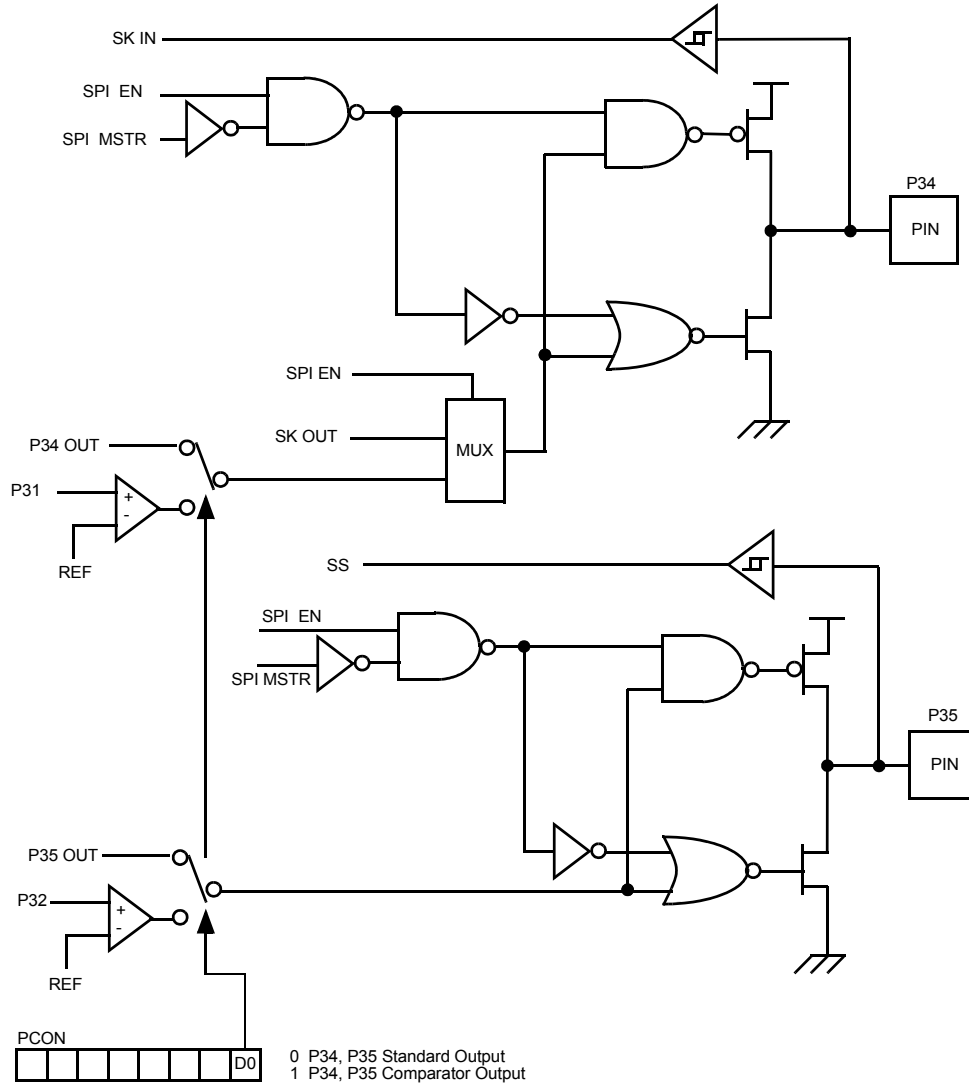 SK IN
SPI EN
SPI MSTR
P34
PIN
SPI EN
SK OUT
MUX
P34 OUT
P31
+
-
REF
SS
SPI EN
SPI MSTR
P35
PIN
P35 OUT
P32
+
-
REF
PCON
D0
0 P34, P35 Standard Output
1 P34, P35 Comparator Output